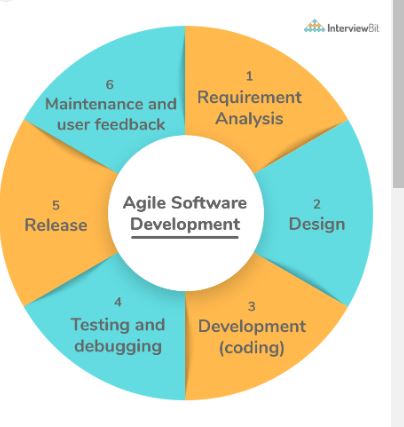 InterviewBit
Agile Software
Development
1
Requirement
Analysis
2
Design
3
Development
(coding)
4
Testing and
debugging
5
Release
6
Maintenance and
user feedback